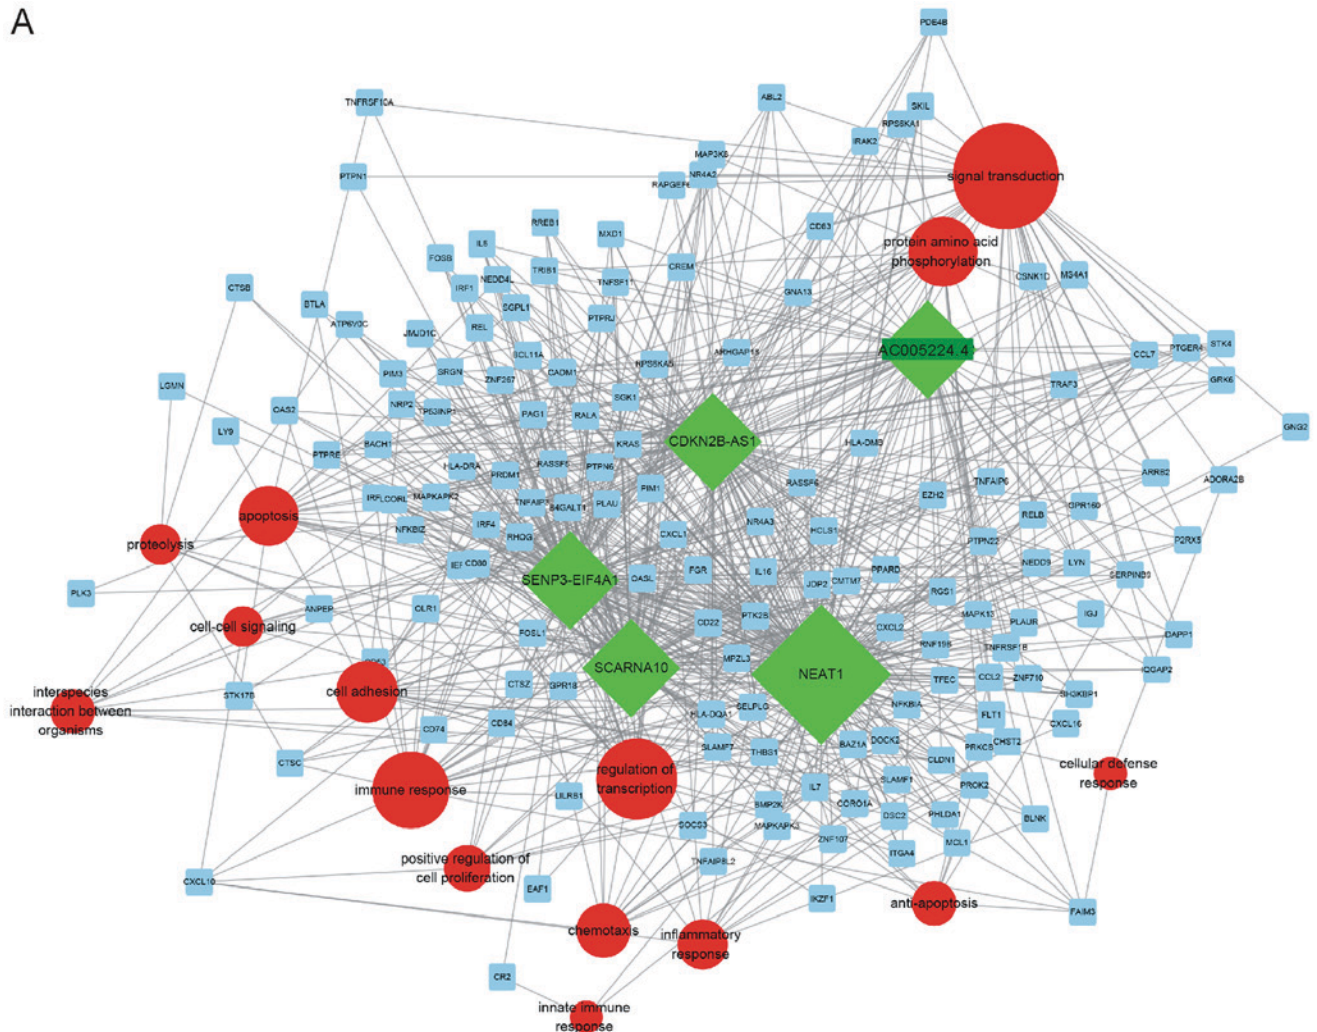 A
PDE4B
ABL2
SKIL
TNFRSF10A
RPS6KA1
IRAK2
MAP3K8
NR4A2
PTPN1
signal transduction
CD83
RREB1
MXD1
IL6
protein amino acid
phosphorylation
FOSB
CREM
TRIB1
CSNK1D
MS4A1
NEDD4L
TNFSF11
CTSB
IRF1
GNA13
BTLA
SGPL1
ATP6V0C
PTPRJ
REL
JMJD1C
STK4
PTGER4
AC005224.4
ARHGAP15
BCL11A
CCL7
RPS6KA5
PIM3
SRGN
CADM1
ZNF267
GRK6
TRAF3
LGMN
NRP2
SGK1
OAS2
TP53INP1
PAG1
RALA
GNG2
LY9
CDKN2B-AS1
BACH1
KRAS
HLA-DMB
PTPRE
HLA-DRA
RASSF5
PTPN6
ARRB2
PRDM1
ADORA2B
TNFAIP6
PIM1
MAPKAPK2
EZH2
TNFAIP3
PLAU
B4GALT1
GPR160
apoptosis
RELB
NR4A3
IRF4
NFKBIZ
HCLS1
RHOG
CXCL1
PTPN22
P2RX5
proteolysis
NEDD9
LYN
CD80
FGR
IL16
PPARD
SERPINB9
SENP3-EIF4A1
CMTM7
JDP2
OASL
RGS1
PLK3
ANPEP
OLR1
MAPK13
IGJ
PTK2B
PLAUR
cell-cell signaling
CD22
CXCL2
FOSL1
DAPP1
RNF19B
TNFRSF1B
MPZL3
SCARNA10
NEAT1
IQGAP2
CCL2
ZNF710
TFEC
CTSZ
GPR18
cell adhesion
interspecies
interaction between
organisms
STK17B
SH3KBP1
NFKBIA
SELPLG
HLA-DQA1
FLT1
CXCL16
CD84
CD74
CHST2
DOCK2
BAZ1A
SLAMF7
THBS1
PRKCB
CLDN1
CTSC
regulation of
transcription
cellular defense
response
SLAMF1
PROK2
IL7
immune response
LILRB1
BMP2K
CORO1A
PHLDA1
DSC2
BLNK
SOCS3
ZNF107
MCL1
ITGA4
TNFAIP8L2
positive regulation of
cell proliferation
CXCL10
EAF1
IKZF1
anti-apoptosis
FAIM3
chemotaxis
inflammatory
response
CR2
innate immune
response